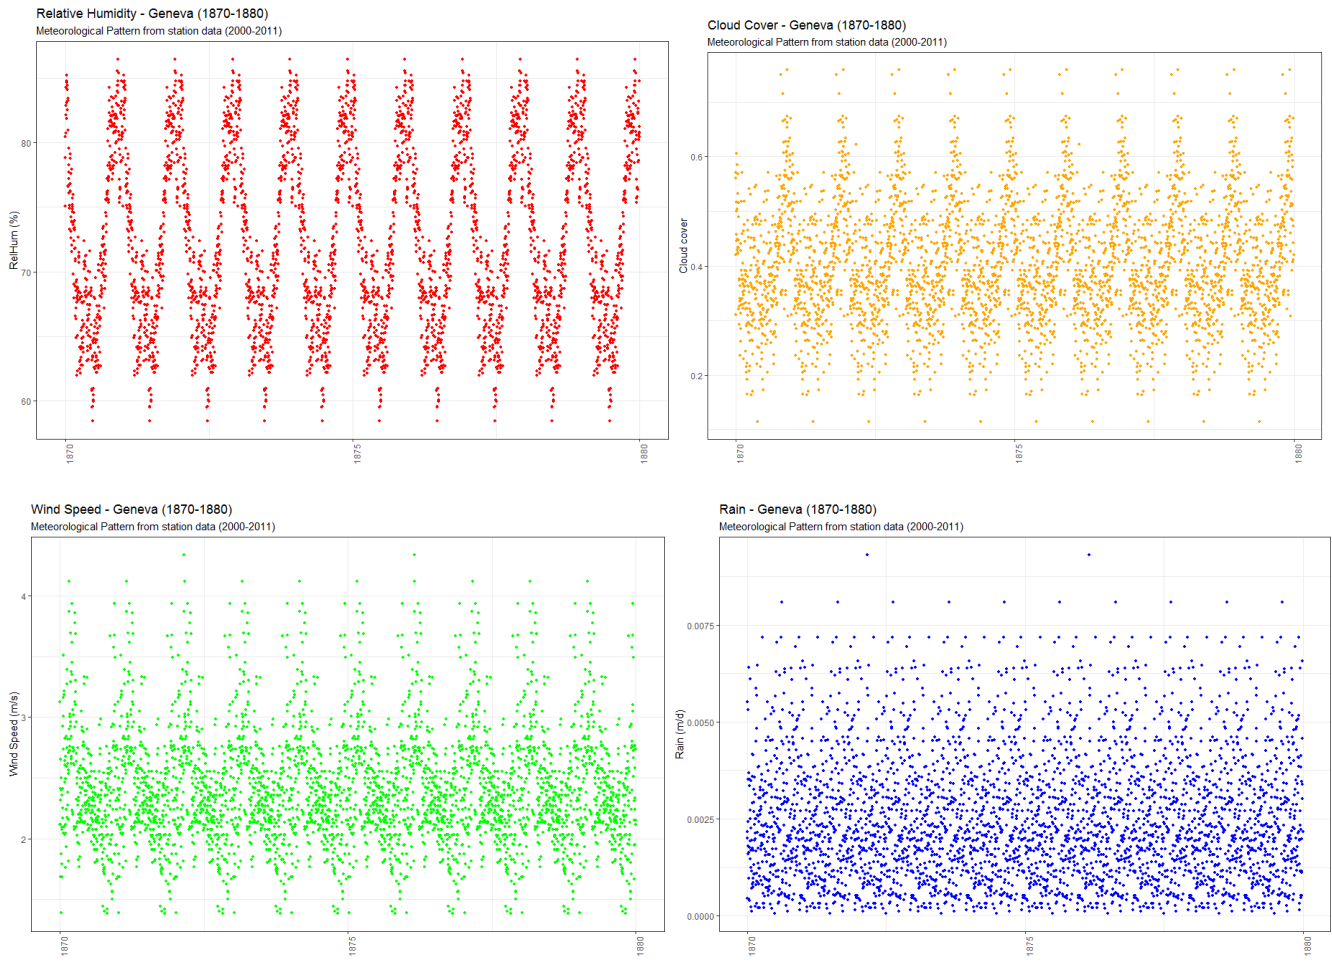 Relative Humidity - Geneva (1870-1880)
Meteorological Pattern from station data (2000-2011)
RelHum (%)
80
70
60
1870
1875
1880
Cloud Cover - Geneva (1870-1880)
Meteorological Pattern from station data (2000-2011)
Cloud cover
0.6
0.4
0.2
1870
1875
1880
Wind Speed - Geneva (1870-1880)
Meteorological Pattern from station data (2000-2011)
Wind Speed (m/s)
4
3
2
1870
1875
1880
Rain - Geneva (1870-1880)
Meteorological Pattern from station data (2000-2011)
Rain (m/d)
0.0075
0.0050
0.0025
0.0000
1870
1875
1880